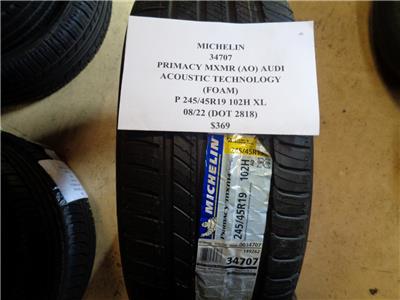 MICHELIN
34707
PRIMACY MXMR (AO) AUDI
ACOUSTIC TECHNOLOGY
(FOAM)
P 245/45R19 102H XL
08/22 (DOT 2818)
$369
MICHELIN
245/45R19 102H
34707